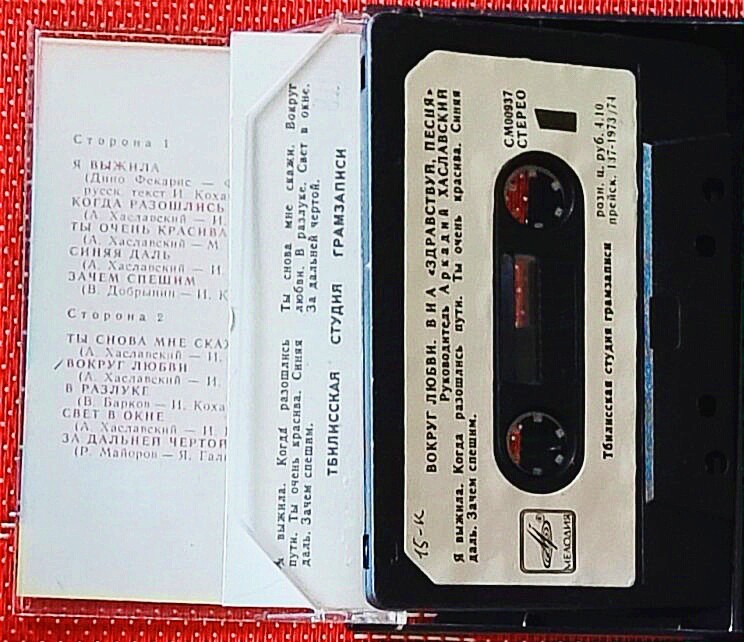 Сторона 1
Я ВЫЖИЛА
(Дино Фекарис — Ф
русск. текст И. Коха
КОГДА РАЗОШЛИСЬ
(А. Хаславский — И.
ТЫ ОЧЕНЬ КРАСИВА
(А. Хаславский — М.
СИНЯЯ ДАЛЬ
(А. Хаславский — И.
ЗАЧЕМ СПЕШИМ
(В. Добрынин — И. К
Сторона 2
ТЫ СНОВА МНЕ СКАЖ
(А. Хаславский — И.
ВОКРУГ ЛЮБВИ
(А. Хаславский — И.
В РАЗЛУКЕ
(В. Барков — И. Коха
СВЕТ В ОКНЕ
(А. Хаславский — И.
ЗА ДАЛЬНЕЙ ЧЕРТОЙ
(Р. Майоров — Я. Гал
Я выжила. Когда разошлись
пути. Ты очень красива. Синяя
даль. Зачем спешим.
Ты снова мне скажи. Вокруг
любви. В разлуке. Свет в окне.
За дальней чертой.
ТБИЛИССКАЯ СТУДИЯ ГРАМЗАПИСИ
15-К
ВОКРУГ ЛЮБВИ. ВИА «ЗДРАВСТВУЙ, ПЕСНЯ»
Руководитель Аркадий ХАСЛАВСКИЙ
Я выжила. Когда разошлись пути. Ты очень красива. Синяя
даль. Зачем спешим.
СМ00937
СТЕРЕО
1
МЕЛОДИЯ
Тбилисская студия грамзаписи
розн. ц. руб. 4.10
прейск. 137-1973/74